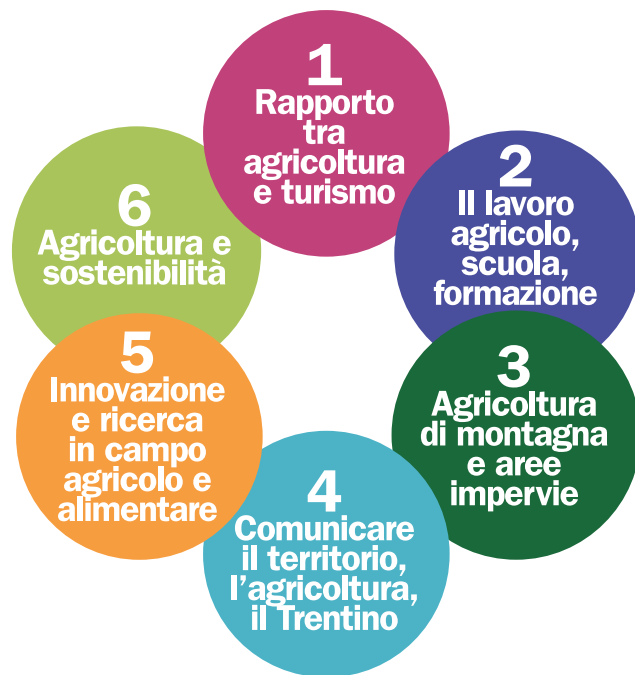 1
Rapporto
tra
agricoltura
e turismo
2
Il lavoro
agricolo,
scuola,
formazione
3
Agricoltura
di montagna
e aree
impervie
4
Comunicare
il territorio,
l’agricoltura,
il Trentino
5
Innovazione
e ricerca
in campo
agricolo e
alimentare
6
Agricoltura e
sostenibilità